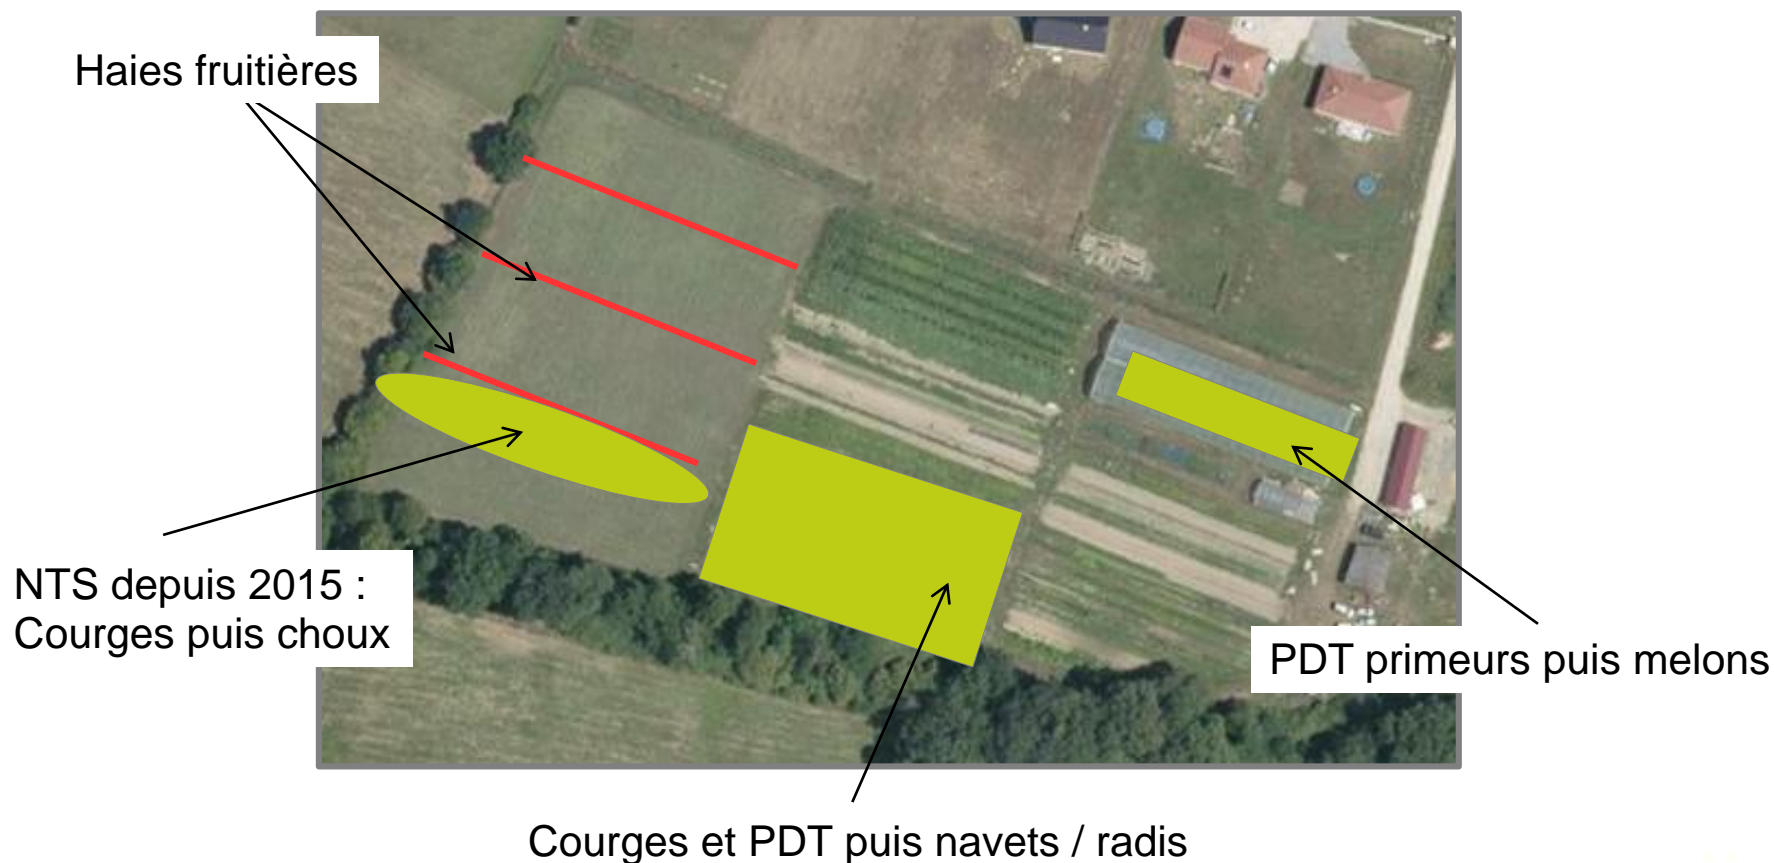 Haies fruitières
NTS depuis 2015 :
Courges puis choux
PDT primeurs puis melons
Courges et PDT puis navets / radis